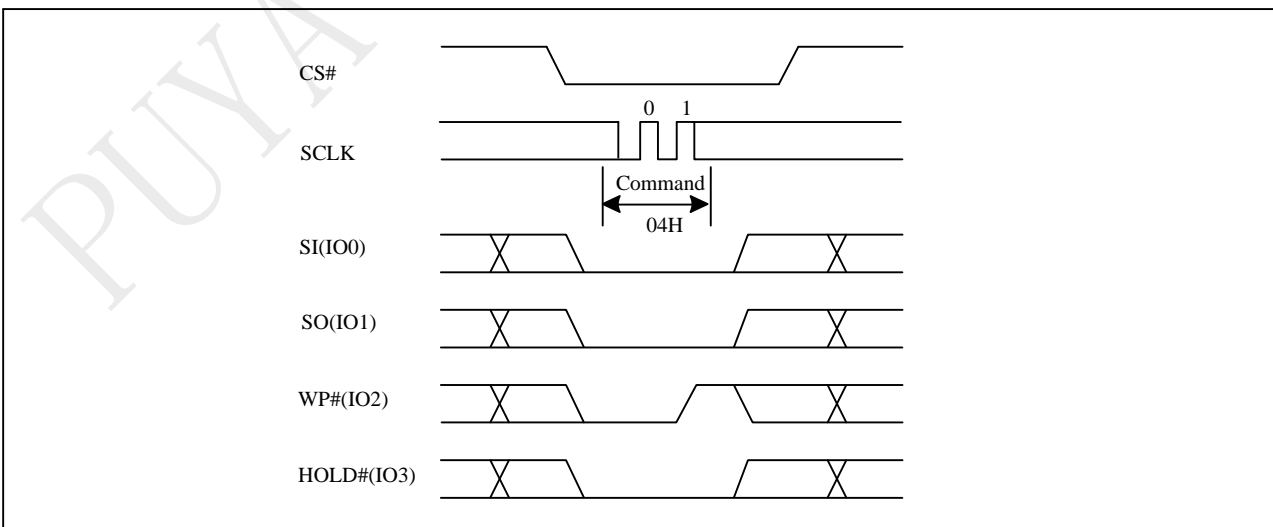 PUYA
CS#
0 1
SCLK
Command
04H
SI(IO0)
SO(IO1)
WP#(IO2)
HOLD#(IO3)